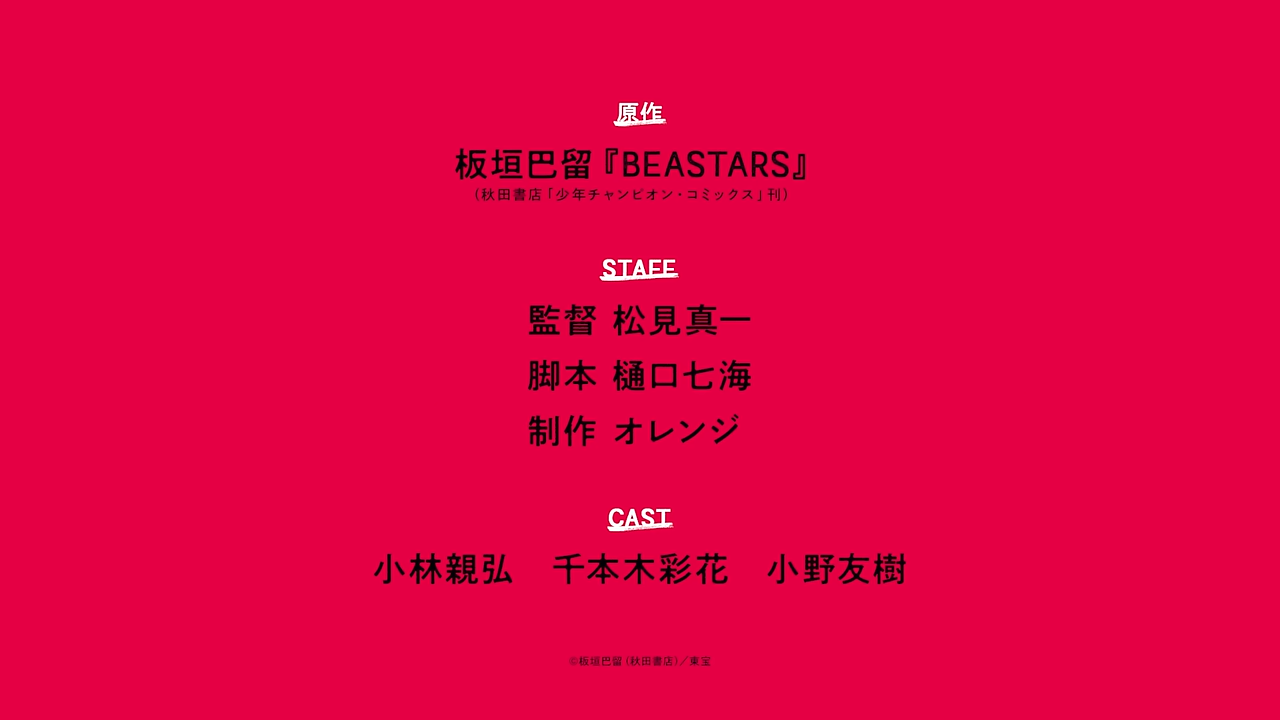 原作
板垣巴留『BEASTARS』
（秋田書店「少年チャンピオン・コミックス」刊）
STAFF
監督 松見真一
脚本 樋口七海
制作 オレンジ
CAST
小林親弘　千本木彩花　小野友樹
©板垣巴留（秋田書店）／東宝